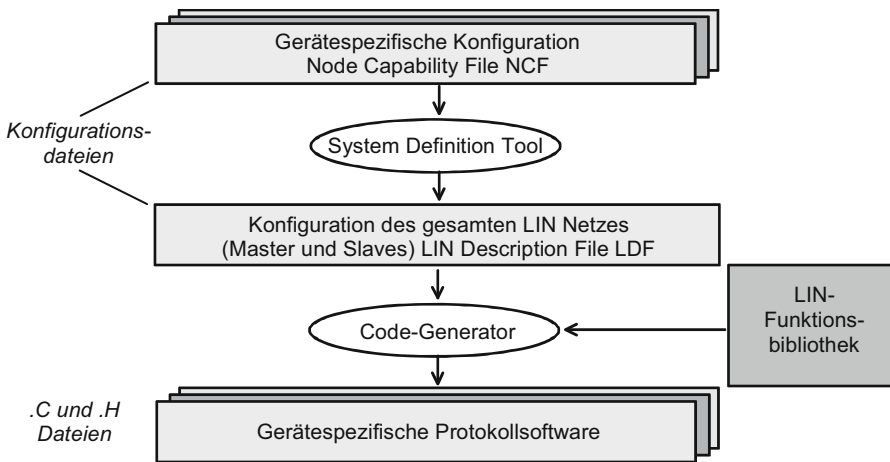 Gerätespezifische Konfiguration
Node Capability File NCF
Konfigurations-
dateien
System Definition Tool
Konfiguration des gesamten LIN Netzes
(Master und Slaves) LIN Description File LDF
LIN-
Funktions-
bibliothek
Code-Generator
.C und .H
Dateien
Gerätespezifische Protokollsoftware